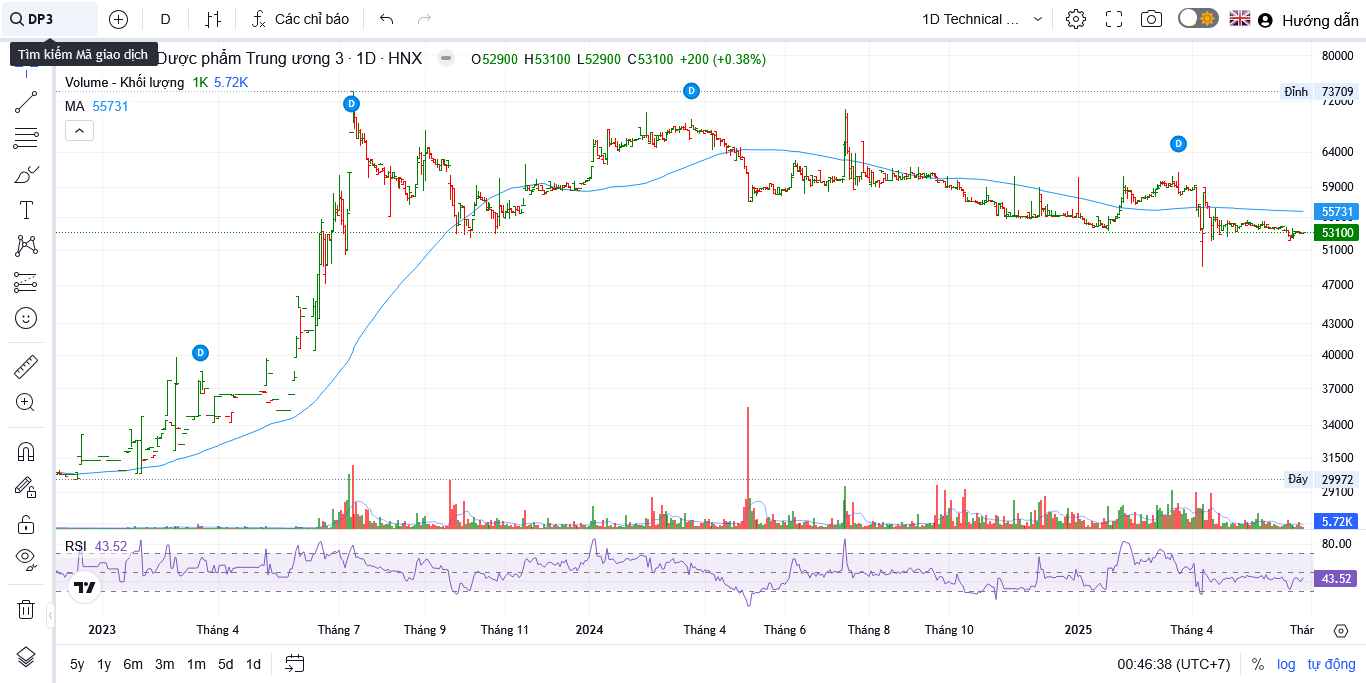 DP3
D
Các chỉ báo
1D Technical ...
Hướng dẫn
Tìm kiếm Mã giao dịch
Dược phẩm Trung ương 3 · 1D · HNX
O52900 H53100 L52900 C53100 +200 (+0.38%)
Volume - Khối lượng 1K 5.72K
MA 55731
80000
Đỉnh 73709
72000
64000
59000
55731
53100
51000
47000
43000
40000
37000
34000
31500
Đáy 29972
29100
5.72K
D
D
D
D
RSI 43.52
80.00
43.52
2023 Tháng 4 Tháng 7 Tháng 9 Tháng 11 2024 Tháng 4 Tháng 6 Tháng 8 Tháng 10 2025 Tháng 4 Thár
5y 1y 6m 3m 1m 5d 1d
00:46:38 (UTC+7) % log tự động